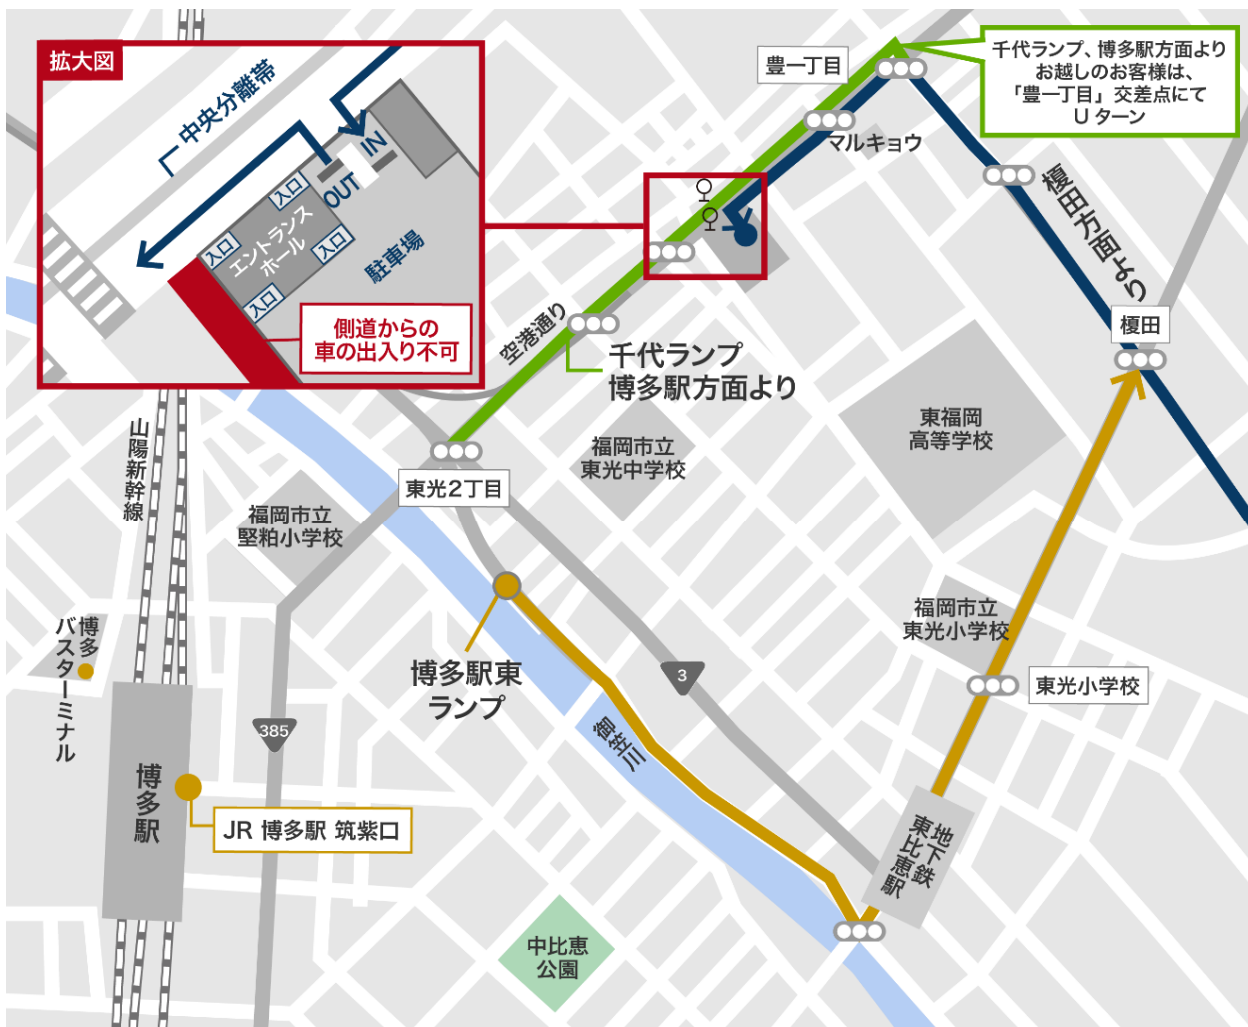 拡大図
中央分離帯
IN
OUT
入口
入口
入口
入口
エントランス
ホール
駐車場
側道からの
車の出入り不可
豊一丁目
千代ランプ、博多駅方面より
お越しのお客様は、
「豊一丁目」交差点にて
Uターン
マルキョウ
榎田方面より
榎田
空港通り
千代ランプ
博多駅方面より
東福岡
高等学校
福岡市立
東光中学校
山陽新幹線
東光2丁目
福岡市立
堅粕小学校
福岡市立
東光小学校
博多
バスターミナル
博多駅東
ランプ
3
東光小学校
385
御笠川
博多駅
JR 博多駅 筑紫口
地下鉄
東比恵駅
中比恵
公園